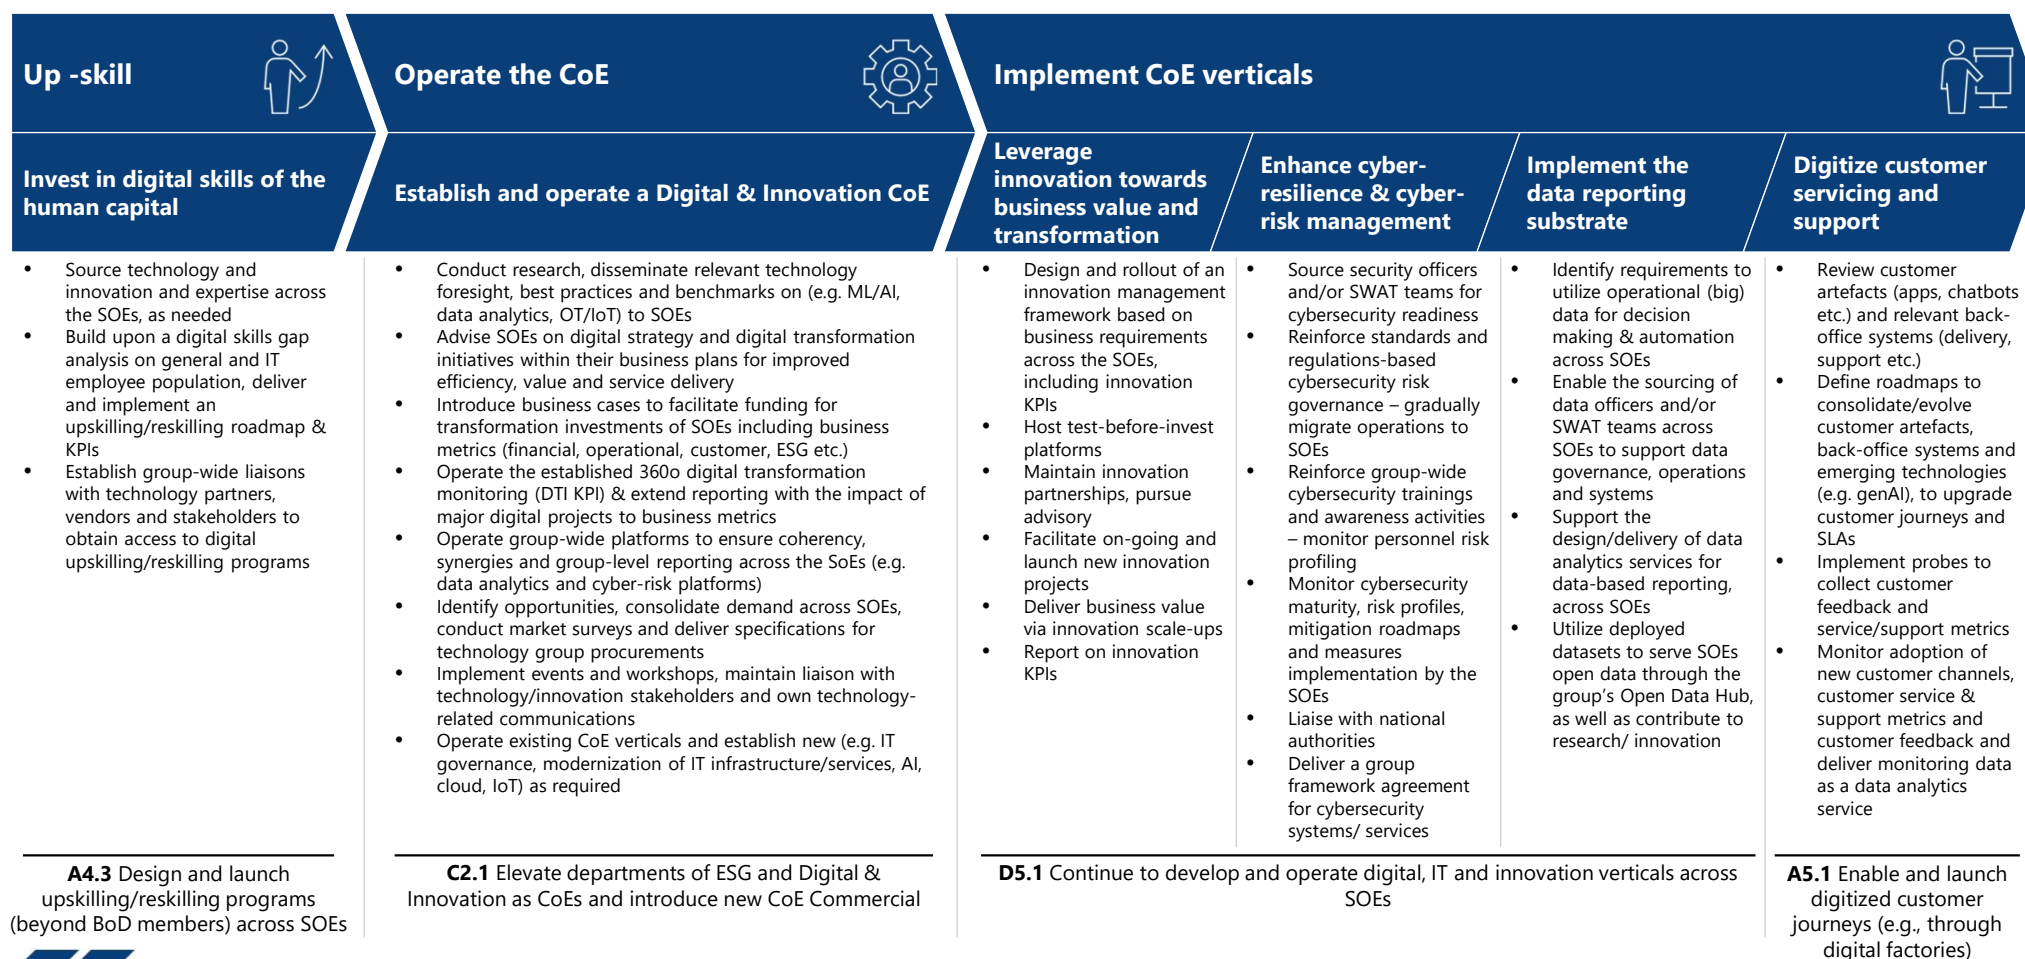 Up -skill
Operate the CoE
Implement CoE verticals
Invest in digital skills of the
human capital
Establish and operate a Digital & Innovation CoE
Leverage
innovation towards
business value and
transformation
Enhance cyber-
resilience & cyber-
risk management
Implement the
data reporting
substrate
Digitize customer
servicing and
support
• Source technology and
innovation and expertise across
the SOEs, as needed
• Build upon a digital skills gap
analysis on general and IT
employee population, deliver
and implement an
upskilling/reskilling roadmap &
KPIs
• Establish group-wide liaisons
with technology partners,
vendors and stakeholders to
obtain access to digital
upskilling/reskilling programs
• Conduct research, disseminate relevant technology
foresight, best practices and benchmarks on (e.g. ML/AI,
data analytics, OT/IoT) to SOEs
• Advise SOEs on digital strategy and digital transformation
initiatives within their business plans for improved
efficiency, value and service delivery
• Introduce business cases to facilitate funding for
transformation investments of SOEs including business
metrics (financial, operational, customer, ESG etc.)
• Operate the established 360o digital transformation
monitoring (DTI KPI) & extend reporting with the impact of
major digital projects to business metrics
• Operate group-wide platforms to ensure coherency,
synergies and group-level reporting across the SoEs (e.g.
data analytics and cyber-risk platforms)
• Identify opportunities, consolidate demand across SOEs,
conduct market surveys and deliver specifications for
technology group procurements
• Implement events and workshops, maintain liaison with
technology/innovation stakeholders and own technology-
related communications
• Operate existing CoE verticals and establish new (e.g. IT
governance, modernization of IT infrastructure/services, AI,
cloud, IoT) as required
• Design and rollout of an
innovation management
framework based on
business requirements
across the SOEs,
including innovation
KPIs
• Host test-before-invest
platforms
• Maintain innovation
partnerships, pursue
advisory
• Facilitate on-going and
launch new innovation
projects
• Deliver business value
via innovation scale-ups
• Report on innovation
KPIs
• Source security officers
and/or SWAT teams for
cybersecurity readiness
• Reinforce standards and
regulations-based
cybersecurity risk
governance – gradually
migrate operations to
SOEs
• Reinforce group-wide
cybersecurity trainings
and awareness activities
– monitor personnel risk
profiling
• Monitor cybersecurity
maturity, risk profiles,
mitigation roadmaps
and measures
implementation by the
SOEs
• Liaise with national
authorities
• Deliver a group
framework agreement
for cybersecurity
systems/ services
• Identify requirements to
utilize operational (big)
data for decision
making & automation
across SOEs
• Enable the sourcing of
data officers and/or
SWAT teams across
SOEs to support data
governance, operations
and systems
• Support the
design/delivery of data
analytics services for
data-based reporting,
across SOEs
• Utilize deployed
datasets to serve SOEs
open data through the
group's Open Data Hub,
as well as contribute to
research/ innovation
• Review customer
artefacts (apps, chatbots
etc.) and relevant back-
office systems (delivery,
support etc.)
• Define roadmaps to
consolidate/evolve
customer artefacts,
back-office systems and
emerging technologies
(e.g. genAI), to upgrade
customer journeys and
SLAs
• Implement probes to
collect customer
feedback and
service/support metrics
• Monitor adoption of
new customer channels,
customer service &
support metrics and
customer feedback and
deliver monitoring data
as a data analytics
service
A4.3 Design and launch
upskilling/reskilling programs
(beyond BoD members) across SOEs
C2.1 Elevate departments of ESG and Digital &
Innovation as CoEs and introduce new CoE Commercial
D5.1 Continue to develop and operate digital, IT and innovation verticals across
SOEs
A5.1 Enable and launch
digitized customer
journeys (e.g., through
digital factories)